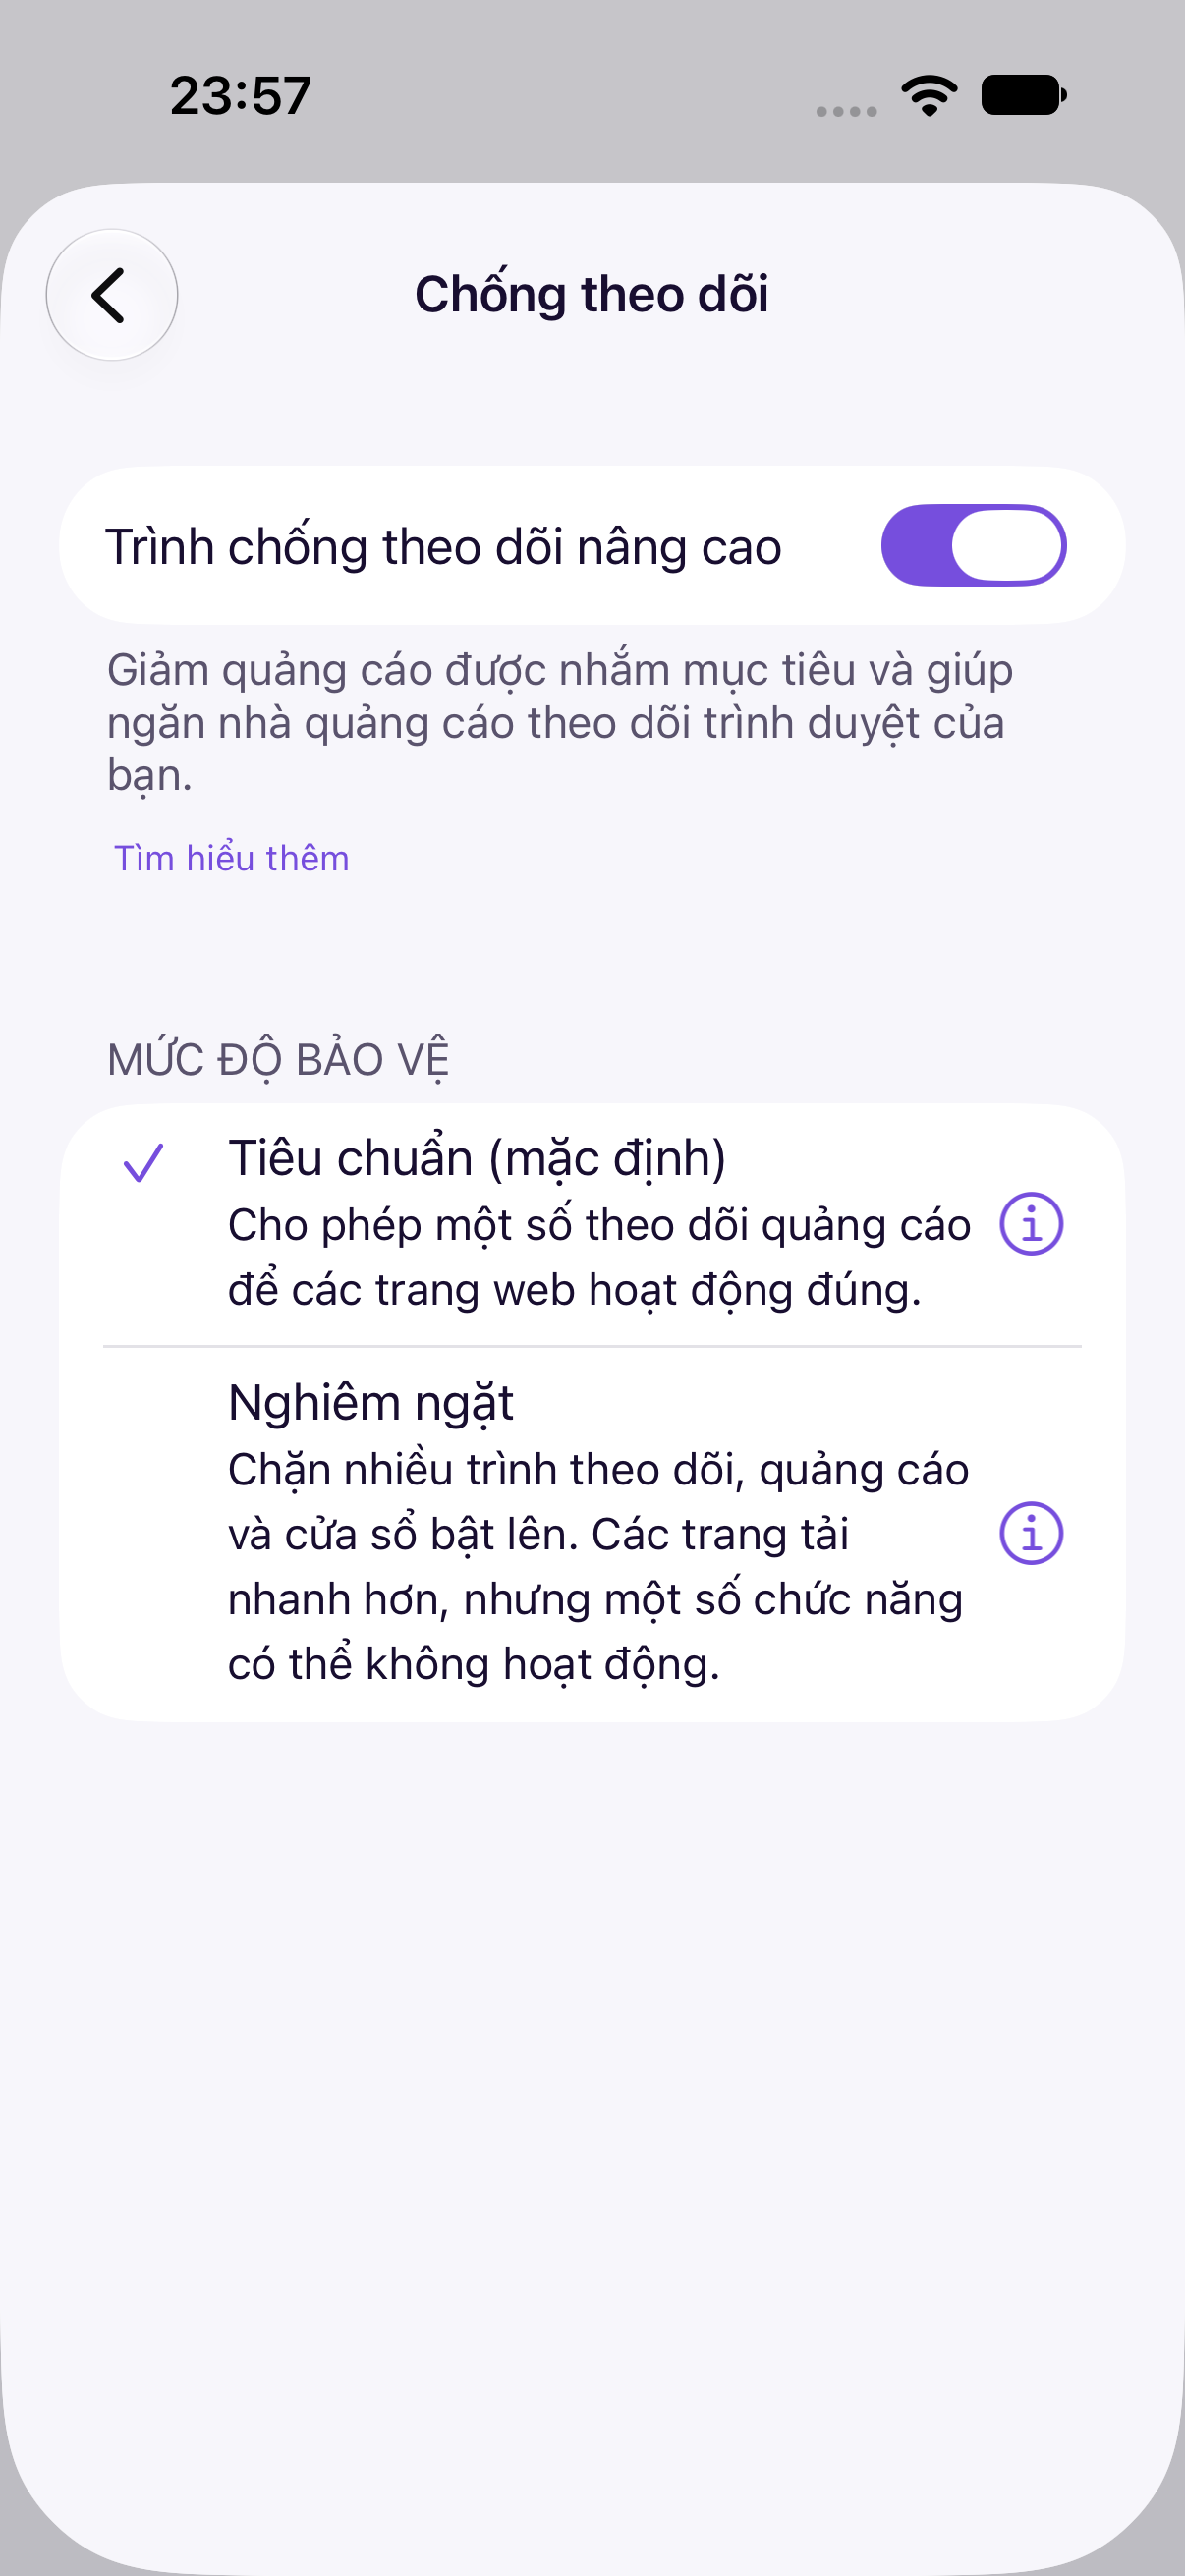 23:57
Chống theo dõi
Trình chống theo dõi nâng cao
Giảm quảng cáo được nhắm mục tiêu và giúp
ngăn nhà quảng cáo theo dõi trình duyệt của
bạn.
Tìm hiểu thêm
MỨC ĐỘ BẢO VỆ
Tiêu chuẩn (mặc định)
Cho phép một số theo dõi quảng cáo
để các trang web hoạt động đúng.
Nghiêm ngặt
Chặn nhiều trình theo dõi, quảng cáo
và cửa sổ bật lên. Các trang tải
nhanh hơn, nhưng một số chức năng
có thể không hoạt động.